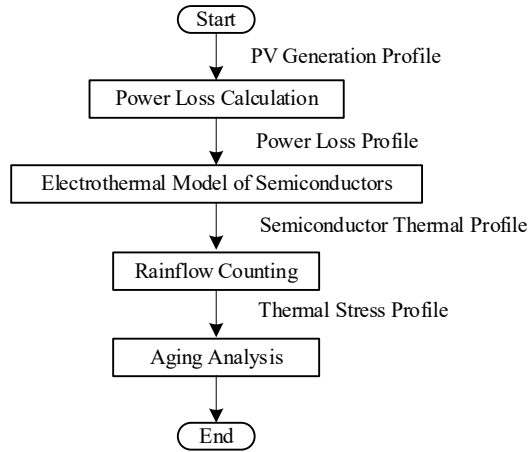 Start
PV Generation Profile
Power Loss Calculation
Power Loss Profile
Electrothermal Model of Semiconductors
Semiconductor Thermal Profile
Rainflow Counting
Thermal Stress Profile
Aging Analysis
End